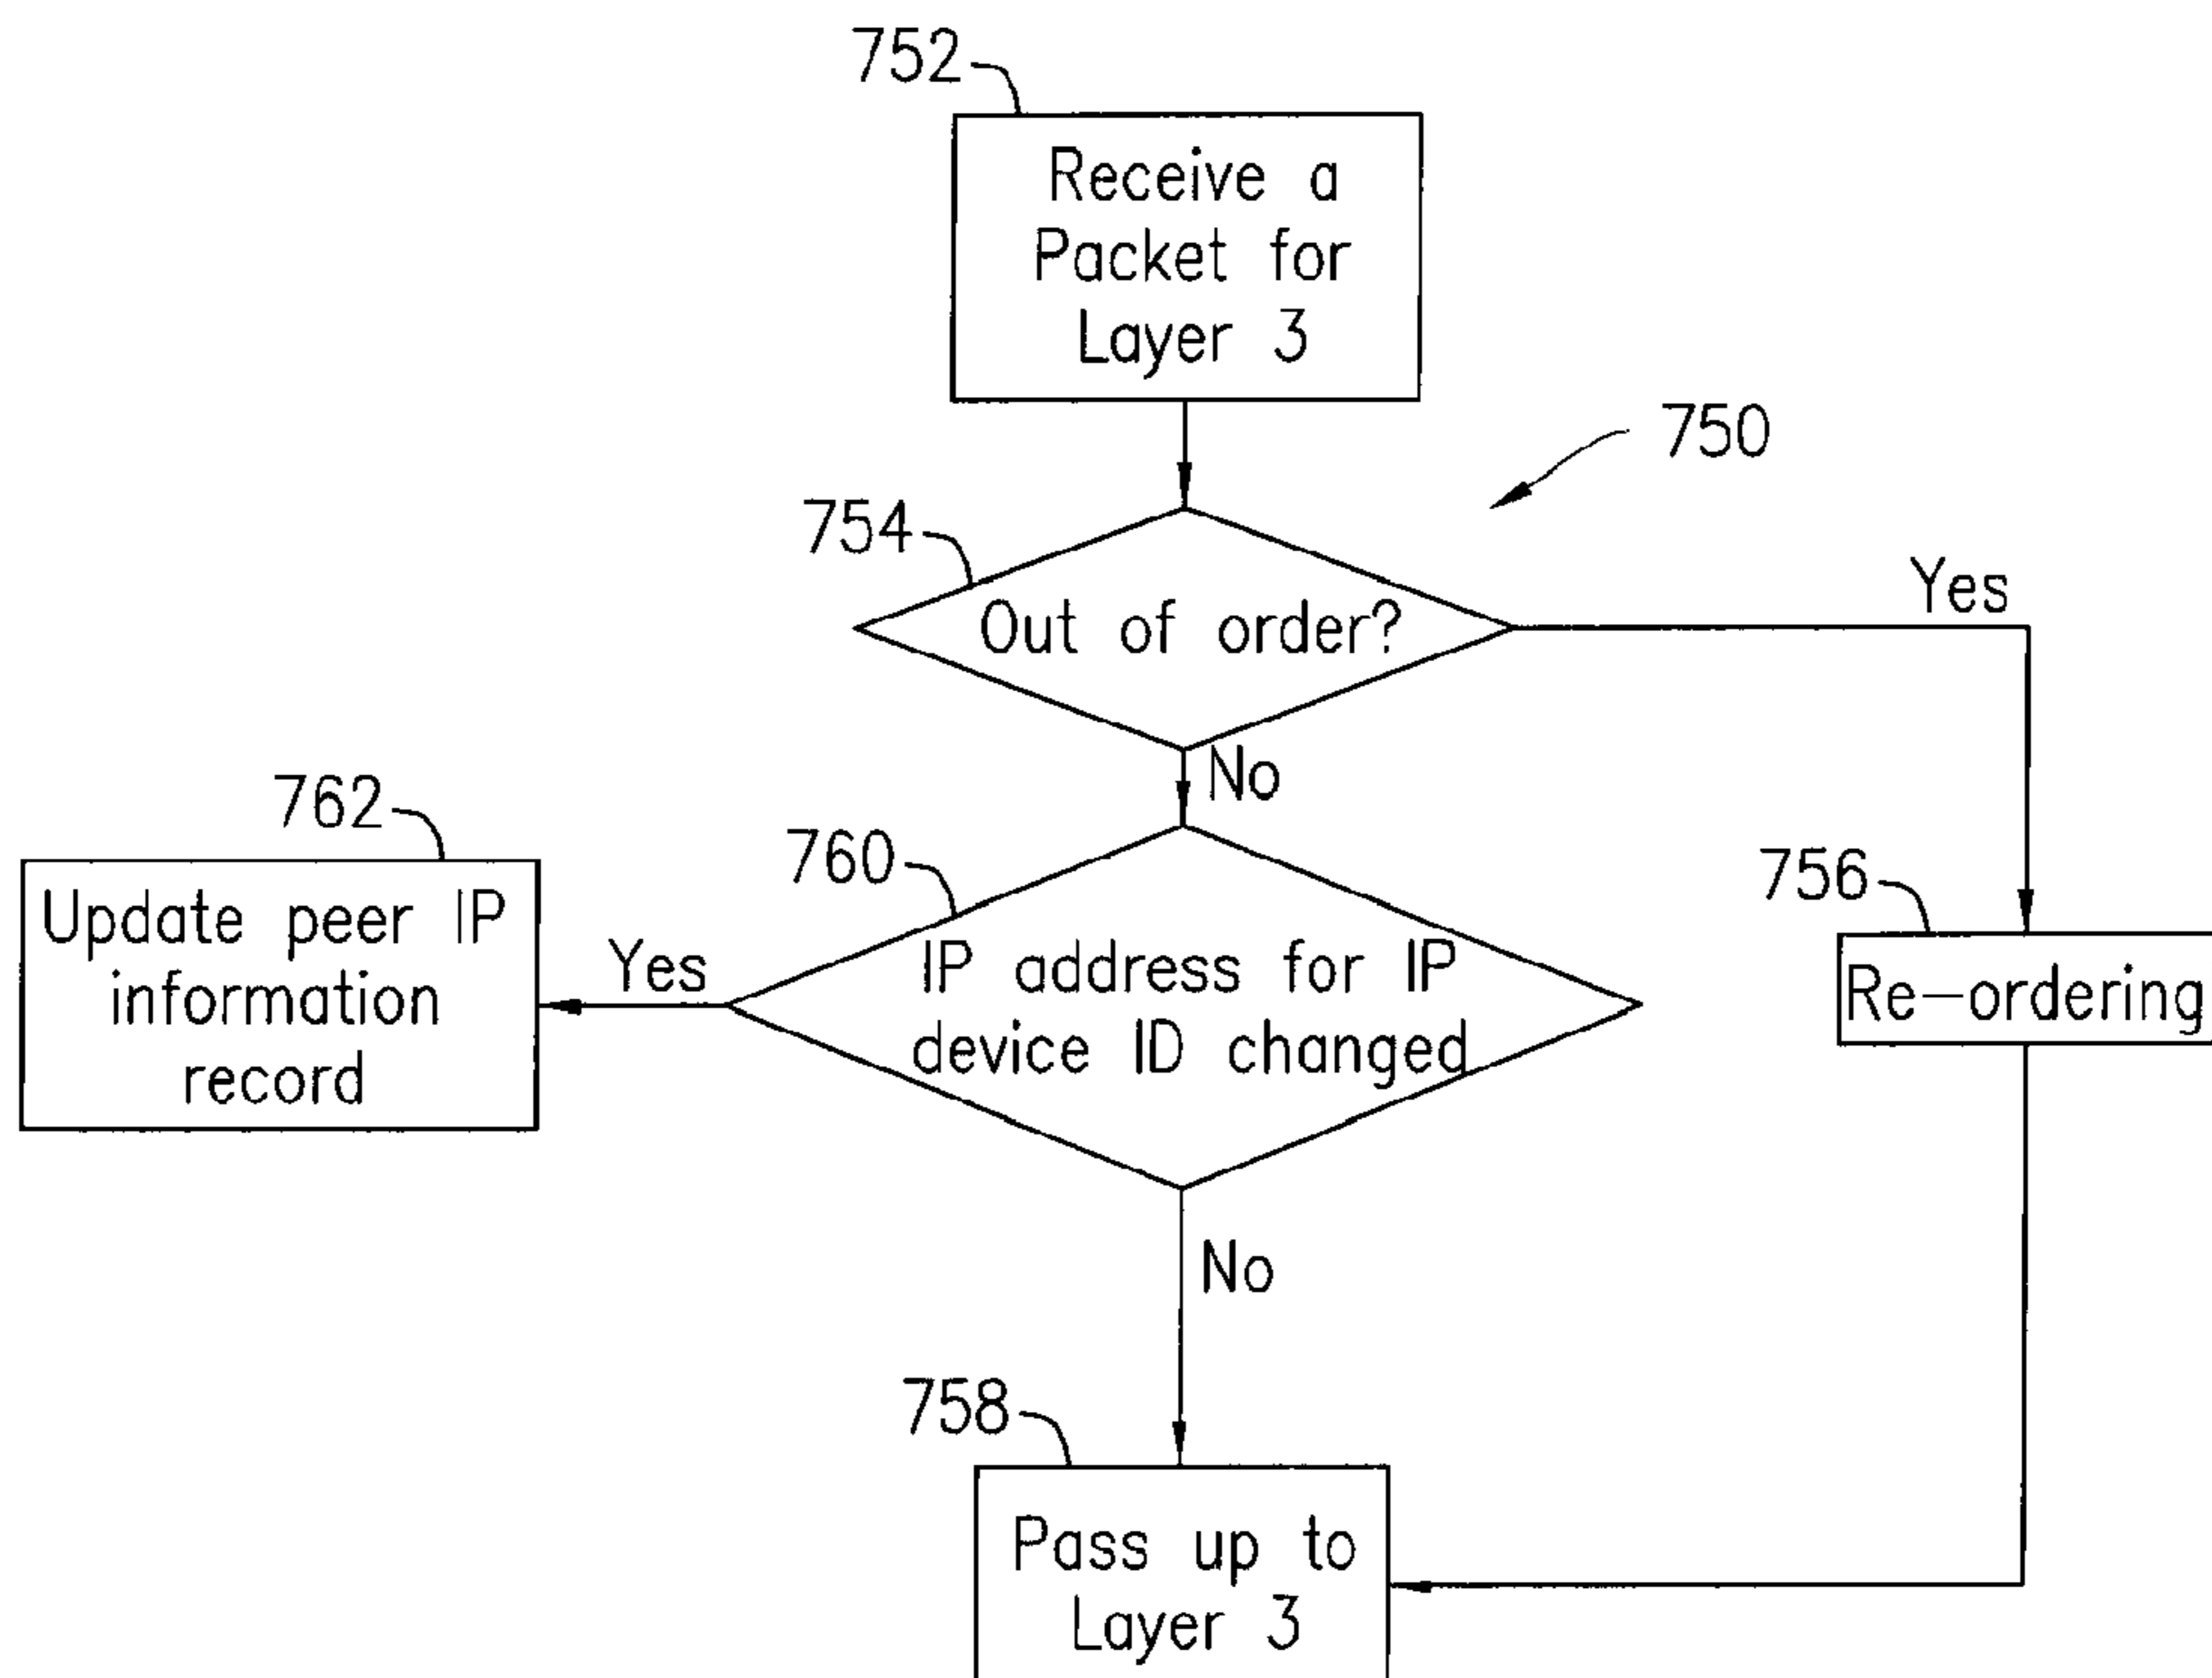 752
Receive a
Packet for
Layer 3
750
754
Out of order?
Yes
No
762
760
756
Update peer IP
information
record
Yes
IP address for IP
device ID changed
Re-ordering
No
758
Pass up to
Layer 3